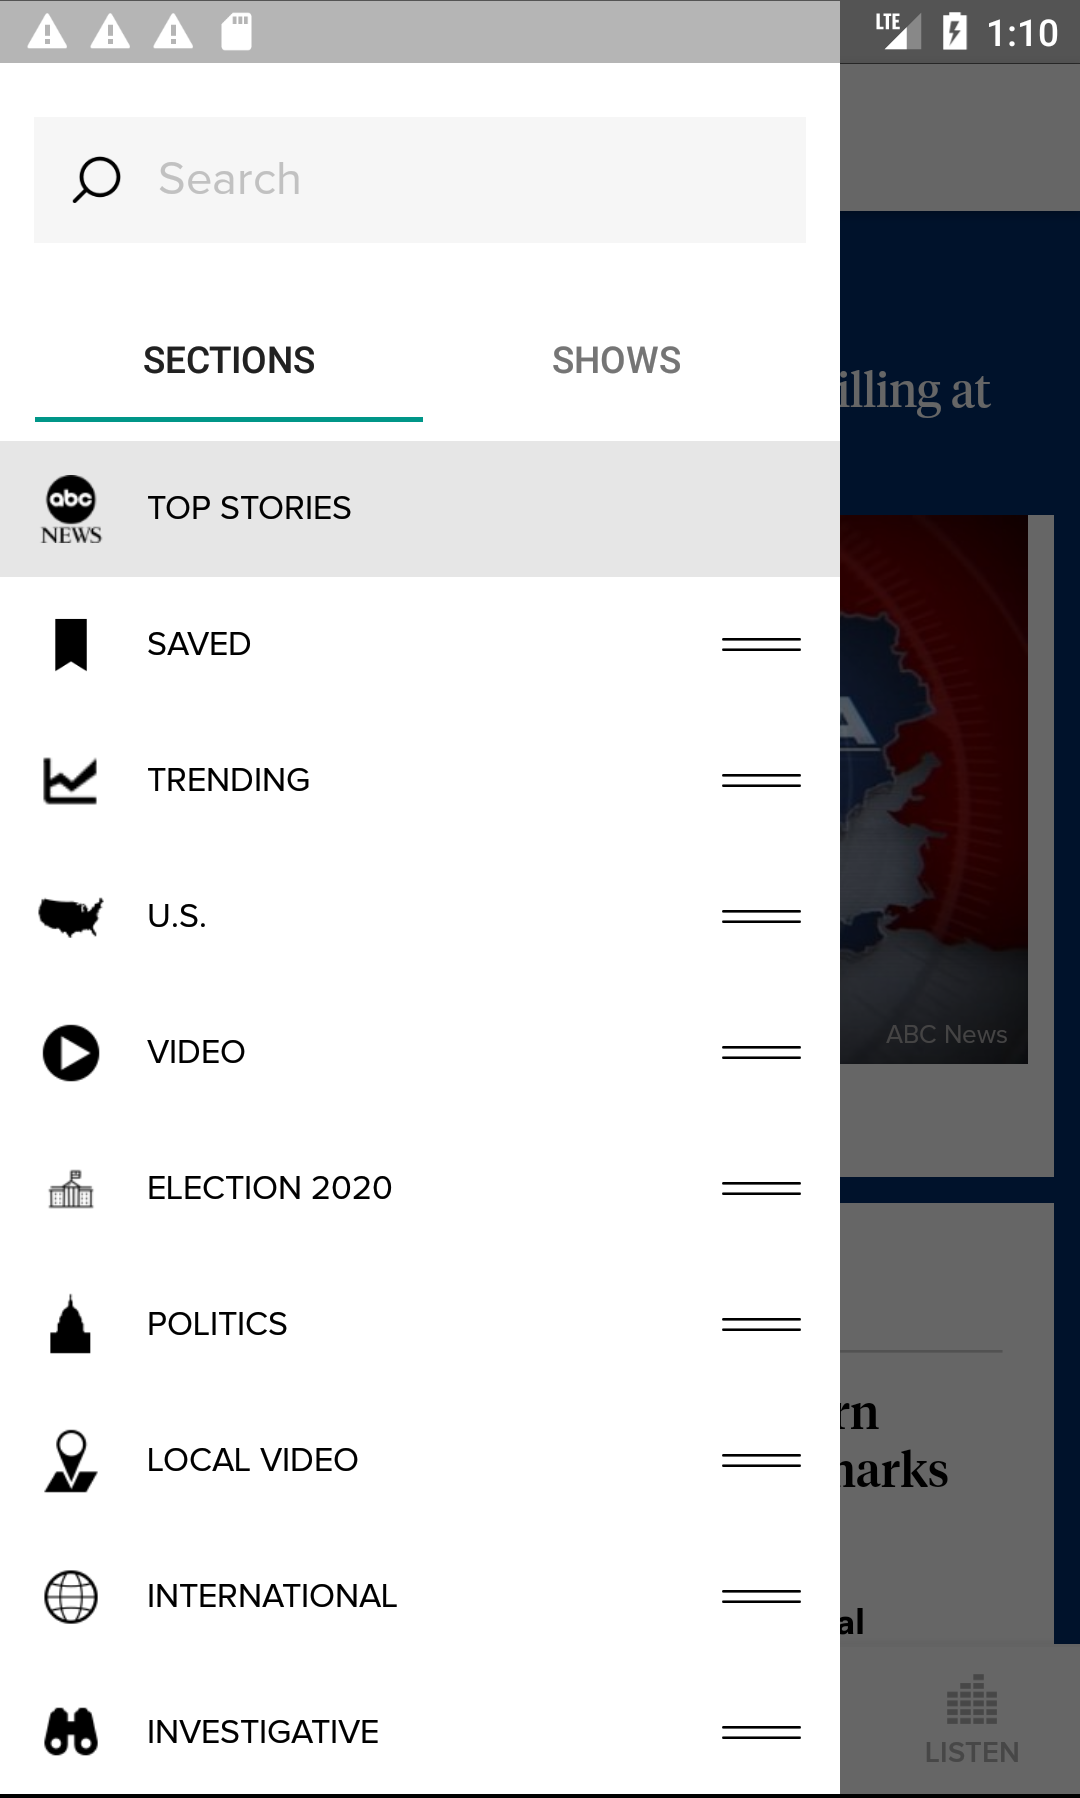 LTE 1:10
Search
SECTIONS SHOWS
illing at
abc NEWS TOP STORIES
SAVED
TRENDING
U.S.
VIDEO
ABC News
ELECTION 2020
POLITICS
rn
LOCAL VIDEO
narks
INTERNATIONAL
al
INVESTIGATIVE
LISTEN